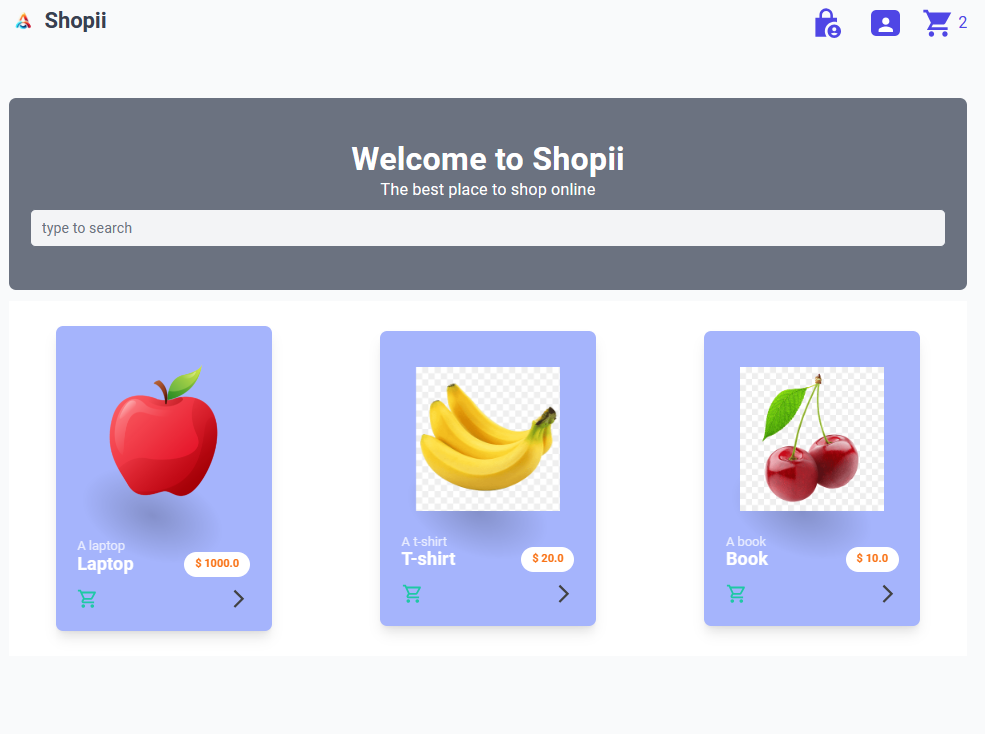 Shopii
2
Welcome to Shopii
The best place to shop online
type to search
A laptop
Laptop
$ 1000.0
A t-shirt
T-shirt
$ 20.0
A book
Book
$ 10.0